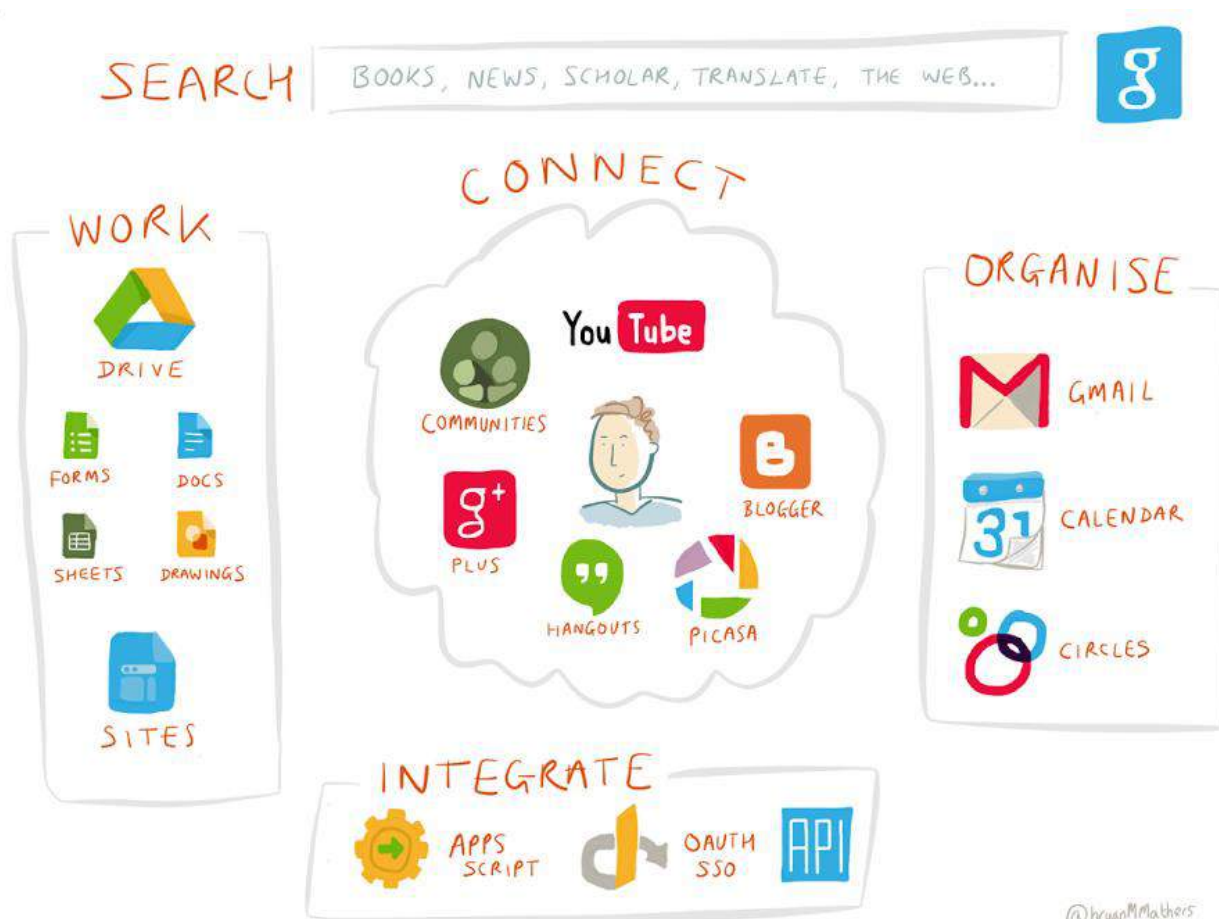 SEARCH
BOOKS, NEWS, SCHOLAR, TRANSLATE, THE WEB...
g
CONNECT
WORK
DRIVE
FORMS
DOCS
SHEETS
DRAWINGS
SITES
YouTube
COMMUNITIES
g+
PLUS
B
BLOGGER
HANGOUTS
PICASA
ORGANISE
M
GMAIL
31
CALENDAR
CIRCLES
INTEGRATE
APPS
SCRIPT
OAUTH
SSO
API
@bryanMMathers